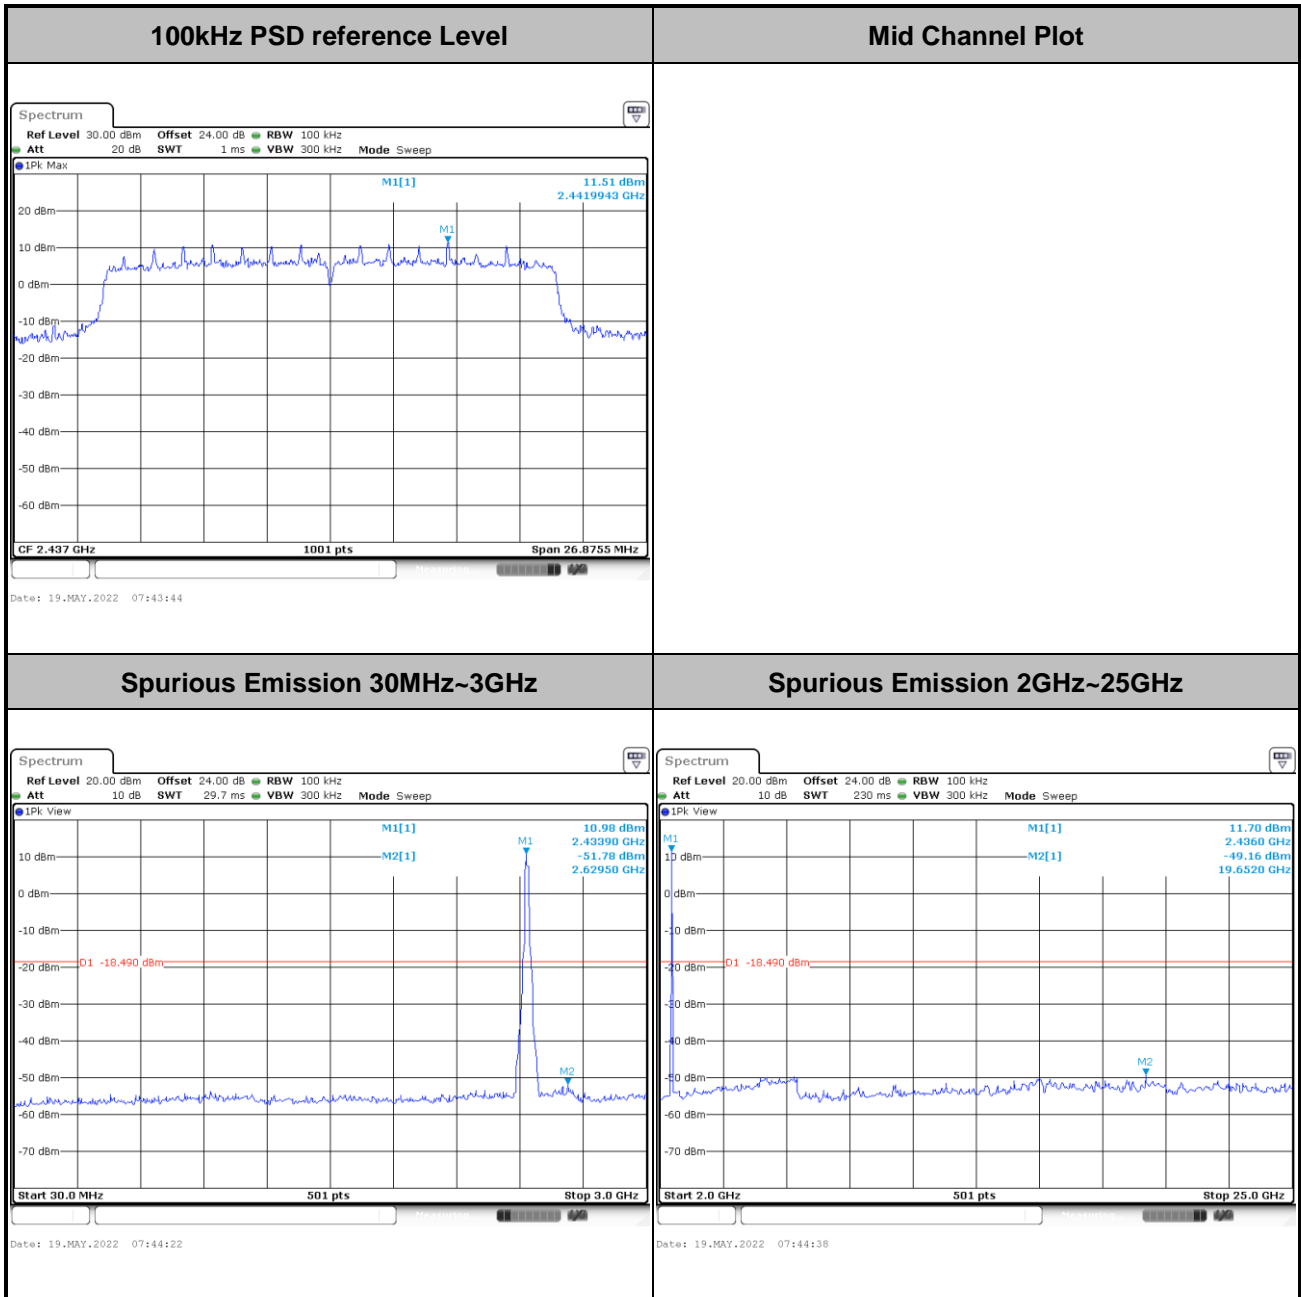 100kHz PSD reference Level
Mid Channel Plot
Spectrum
Ref Level 30.00 dBm Offset 24.00 dB RBW 100 kHz
Att 20 dB SWT 1 ms VBW 300 kHz Mode Sweep
1Pk Max
M1[1] 11.51 dBm
2.4419943 GHz
M1
20 dBm
10 dBm
0 dBm
-10 dBm
-20 dBm
-30 dBm
-40 dBm
-50 dBm
-60 dBm
CF 2.437 GHz 1001 pts Span 26.8755 MHz
Date: 19.MAY.2022 07:43:44
Spurious Emission 30MHz~3GHz
Spurious Emission 2GHz~25GHz
Spectrum
Ref Level 20.00 dBm Offset 24.00 dB RBW 100 kHz
Att 10 dB SWT 29.7 ms VBW 300 kHz Mode Sweep
1Pk View
M1[1] 10.98 dBm
2.43390 GHz
M2[1] -51.78 dBm
2.62950 GHz
M1
10 dBm
0 dBm
-10 dBm
D1 -18.490 dBm
-20 dBm
-30 dBm
-40 dBm
-50 dBm
M2
-60 dBm
-70 dBm
Start 30.0 MHz 501 pts Stop 3.0 GHz
Date: 19.MAY.2022 07:44:22
Spectrum
Ref Level 20.00 dBm Offset 24.00 dB RBW 100 kHz
Att 10 dB SWT 230 ms VBW 300 kHz Mode Sweep
1Pk View
M1[1] 11.70 dBm
2.4360 GHz
M2[1] -49.16 dBm
19.6520 GHz
M1
10 dBm
0 dBm
-10 dBm
D1 -18.490 dBm
-20 dBm
-30 dBm
-40 dBm
M2
-50 dBm
-60 dBm
-70 dBm
Start 2.0 GHz 501 pts Stop 25.0 GHz
Date: 19.MAY.2022 07:44:38